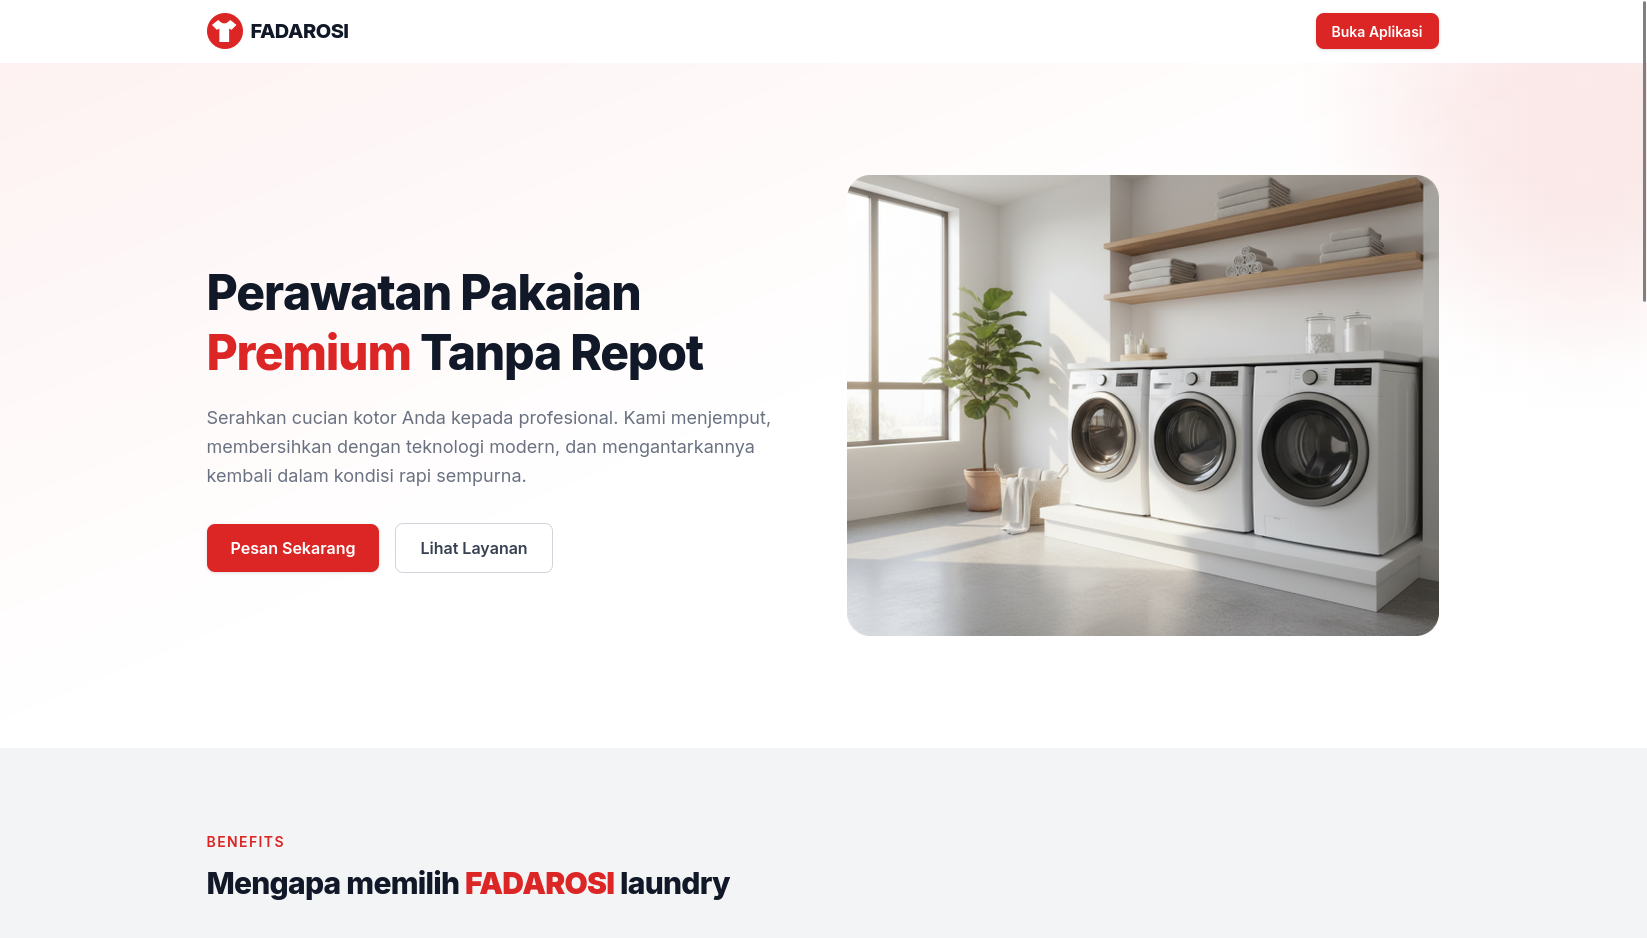 FADAROSI
Buka Aplikasi
Perawatan Pakaian
Premium Tanpa Repot
Serahkan cucian kotor Anda kepada profesional. Kami menjemput,
membersihkan dengan teknologi modern, dan mengantarkannya
kembali dalam kondisi rapi sempurna.
Pesan Sekarang
Lihat Layanan
BENEFITS
Mengapa memilih FADAROSI laundry